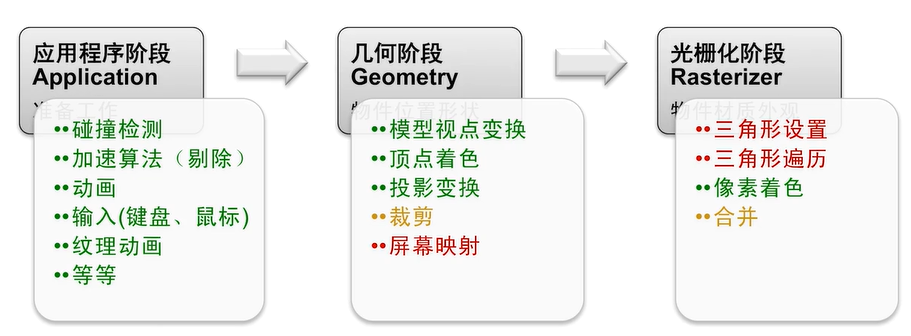 应用程序阶段
Application
准备工作
••碰撞检测
••加速算法（剔除）
••动画
••输入(键盘、鼠标)
••纹理动画
••等等
几何阶段
Geometry
物件位置形状
••模型视点变换
••顶点着色
••投影变换
••裁剪
••屏幕映射
光栅化阶段
Rasterizer
物件材质外观
••三角形设置
••三角形遍历
••像素着色
••合并